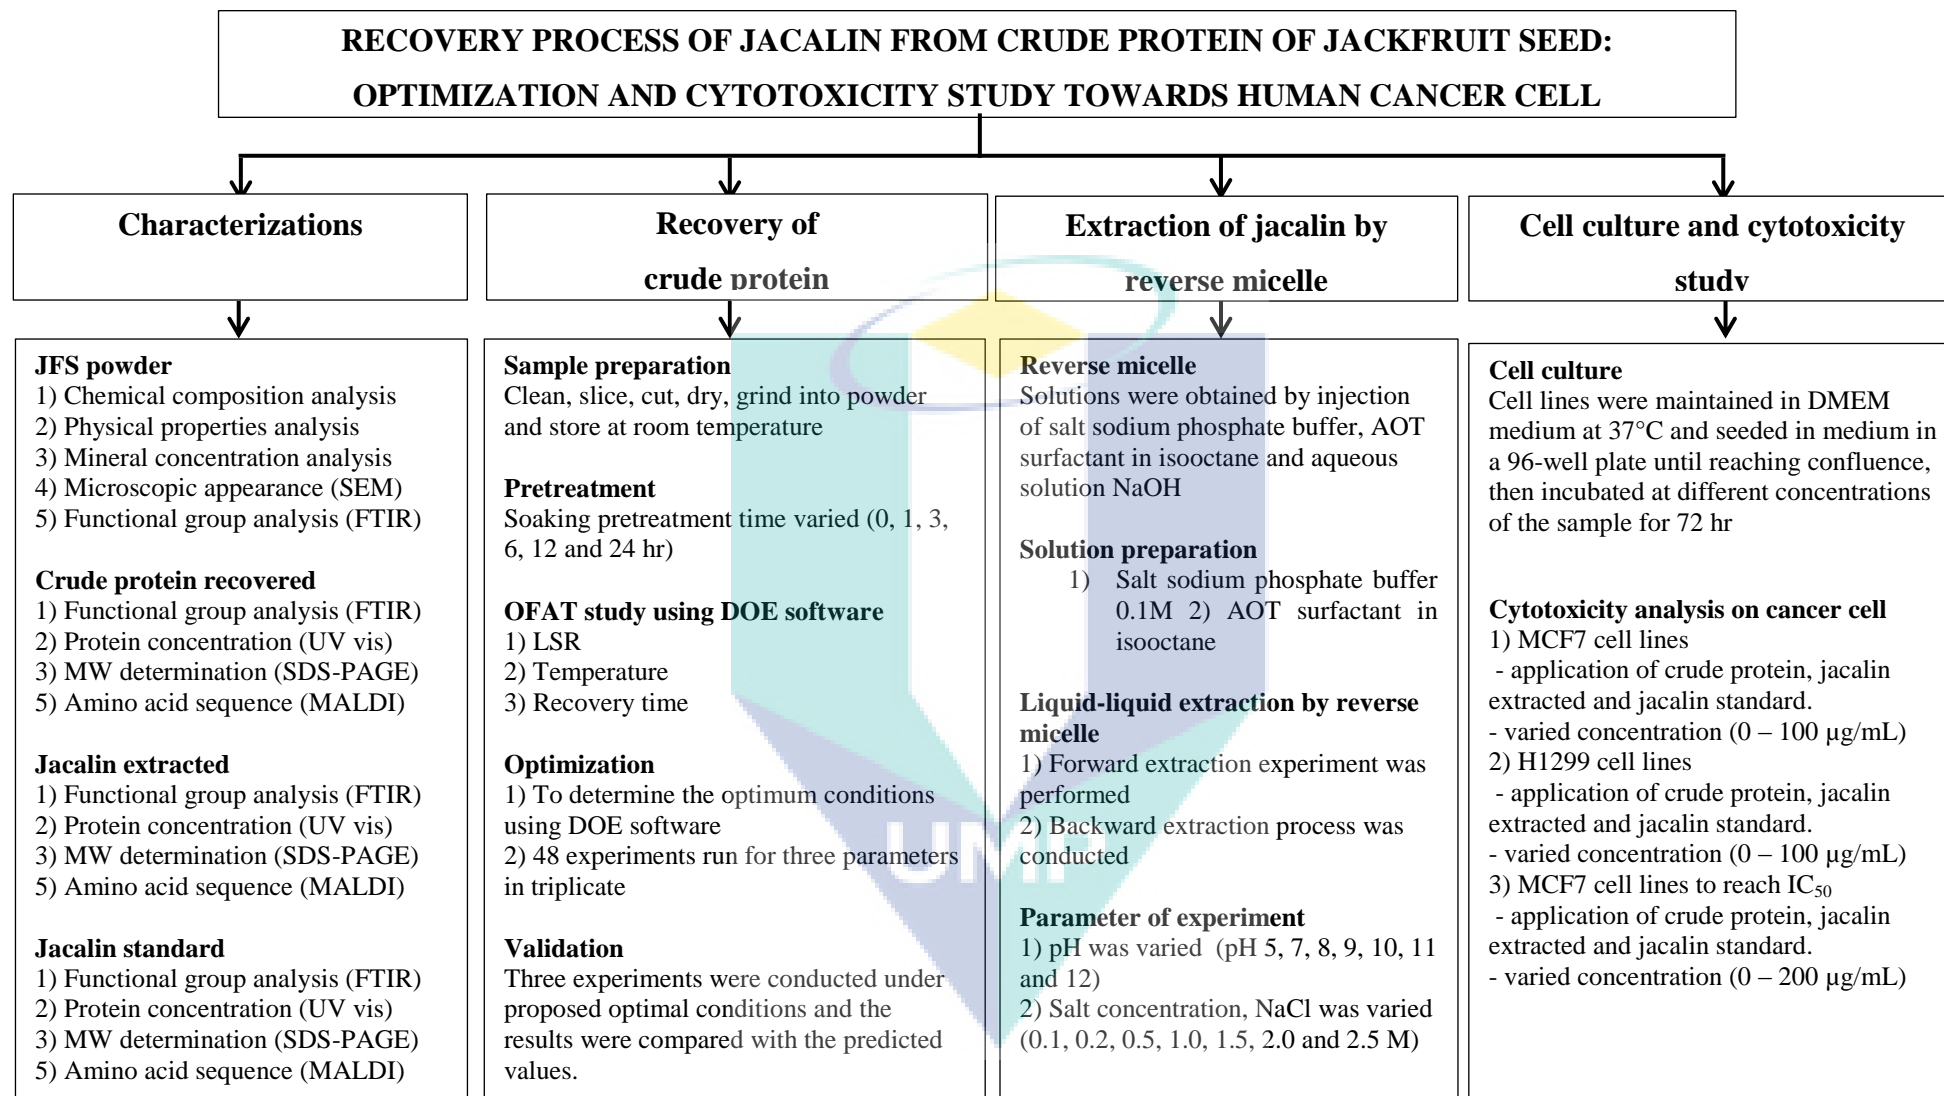 RECOVERY PROCESS OF JACALIN FROM CRUDE PROTEIN OF JACKFRUIT SEED:
OPTIMIZATION AND CYTOTOXICITY STUDY TOWARDS HUMAN CANCER CELL
Characterizations
JFS powder
1) Chemical composition analysis
2) Physical properties analysis
3) Mineral concentration analysis
4) Microscopic appearance (SEM)
5) Functional group analysis (FTIR)
Crude protein recovered
1) Functional group analysis (FTIR)
2) Protein concentration (UV vis)
3) MW determination (SDS-PAGE)
5) Amino acid sequence (MALDI)
Jacalin extracted
1) Functional group analysis (FTIR)
2) Protein concentration (UV vis)
3) MW determination (SDS-PAGE)
5) Amino acid sequence (MALDI)
Jacalin standard
1) Functional group analysis (FTIR)
2) Protein concentration (UV vis)
3) MW determination (SDS-PAGE)
5) Amino acid sequence (MALDI)
Recovery of
crude protein
Sample preparation
Clean, slice, cut, dry, grind into powder
and store at room temperature
Pretreatment
Soaking pretreatment time varied (0, 1, 3,
6, 12 and 24 hr)
OFAT study using DOE software
1) LSR
2) Temperature
3) Recovery time
Optimization
1) To determine the optimum conditions
using DOE software
2) 48 experiments run for three parameters
in triplicate
Validation
Three experiments were conducted under
proposed optimal conditions and the
results were compared with the predicted
values.
Extraction of jacalin by
reverse micelle
Reverse micelle
Solutions were obtained by injection
of salt sodium phosphate buffer, AOT
surfactant in isooctane and aqueous
solution NaOH
Solution preparation
1) Salt sodium phosphate buffer
0.1M 2) AOT surfactant in
isooctane
Liquid-liquid extraction by reverse
micelle
1) Forward extraction experiment was
performed
2) Backward extraction process was
conducted
Parameter of experiment
1) pH was varied (pH 5, 7, 8, 9, 10, 11
and 12)
2) Salt concentration, NaCl was varied
(0.1, 0.2, 0.5, 1.0, 1.5, 2.0 and 2.5 M)
Cell culture and cytotoxicity
study
Cell culture
Cell lines were maintained in DMEM
medium at 37°C and seeded in medium in
a 96-well plate until reaching confluence,
then incubated at different concentrations
of the sample for 72 hr
Cytotoxicity analysis on cancer cell
1) MCF7 cell lines
- application of crude protein, jacalin
extracted and jacalin standard.
- varied concentration (0 – 100 µg/mL)
2) H1299 cell lines
- application of crude protein, jacalin
extracted and jacalin standard.
- varied concentration (0 – 100 µg/mL)
3) MCF7 cell lines to reach IC₅₀
- application of crude protein, jacalin
extracted and jacalin standard.
- varied concentration (0 – 200 µg/mL)
UMP